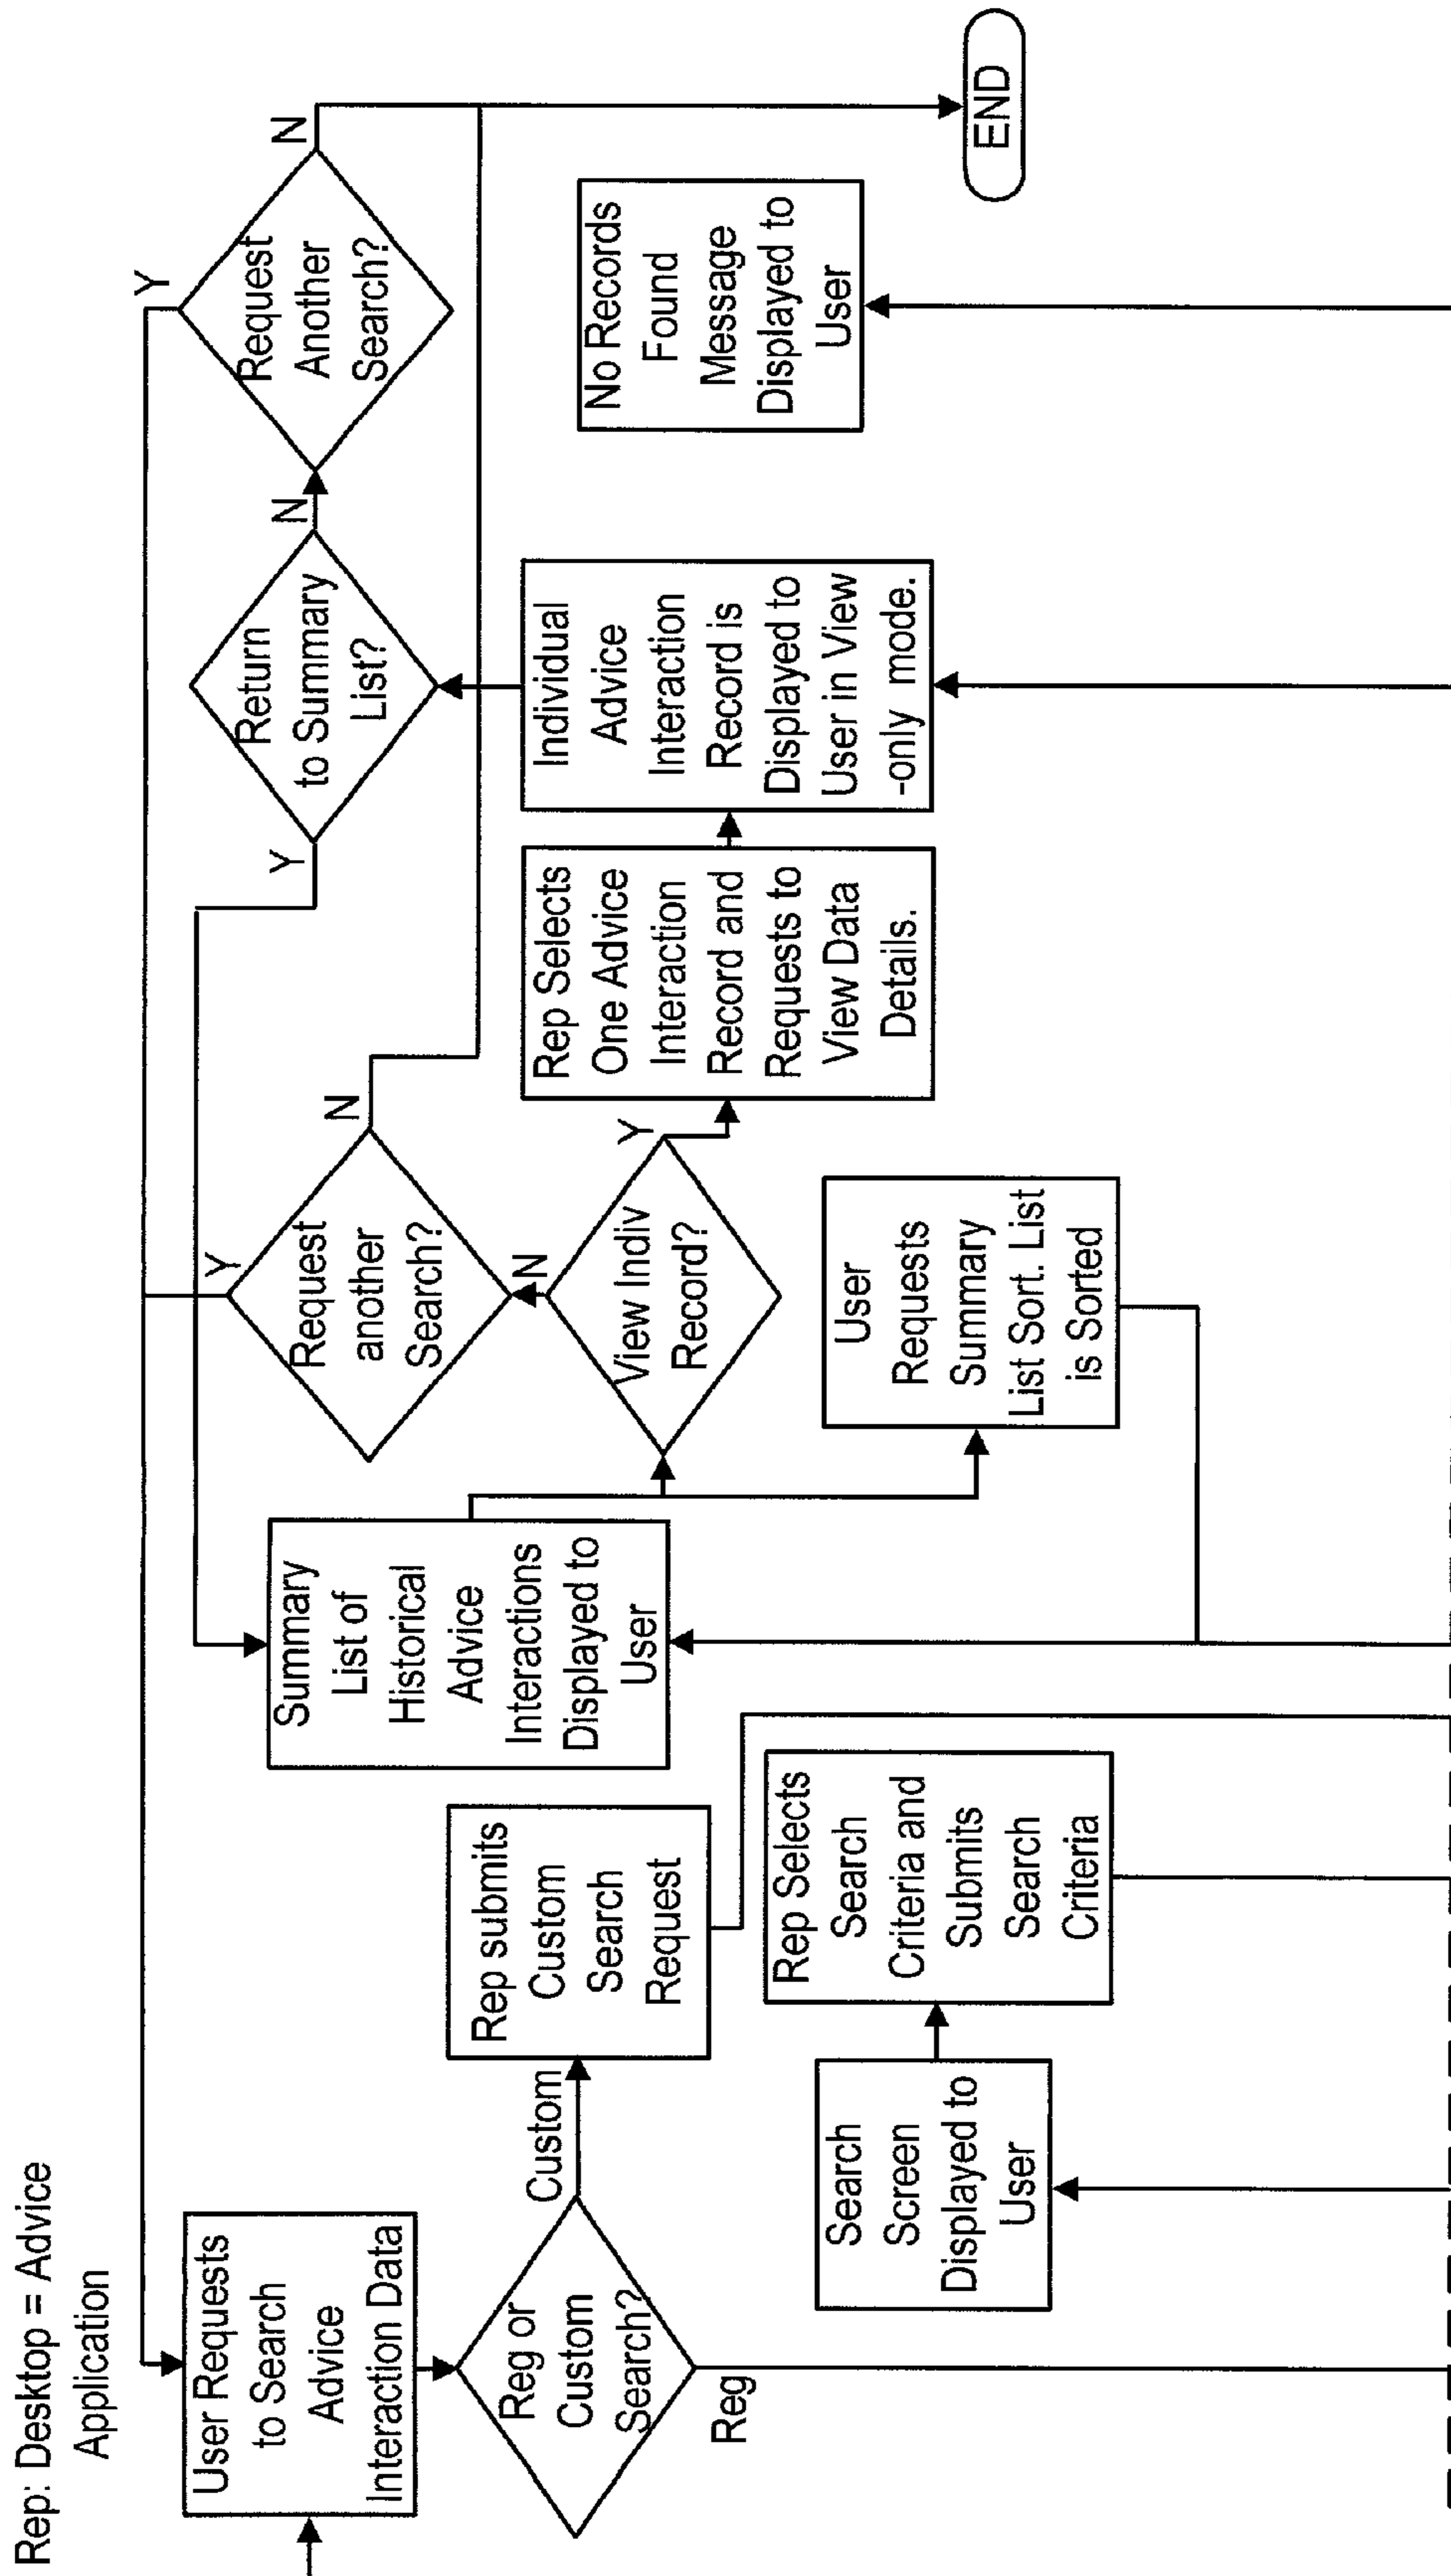 Rep: Desktop = Advice
Application
User Requests
to Search
Advice
Interaction Data
Reg or
Custom
Search?
Custom
Reg
Rep submits
Custom
Search
Request
Search
Screen
Displayed to
User
Rep Selects
Search
Criteria and
Submits
Search
Criteria
Summary
List of
Historical
Advice
Interactions
Displayed to
User
Request
another
Search?
Y
N
N
View Indiv
Record?
Y
User
Requests
Summary
List Sort. List
is Sorted
Rep Selects
One Advice
Interaction
Record and
Requests to
View Data
Details.
Individual
Advice
Interaction
Record is
Displayed to
User in View
-only mode.
Return
to Summary
List?
Y
N
Request
Another
Search?
Y
N
No Records
Found
Message
Displayed to
User
END